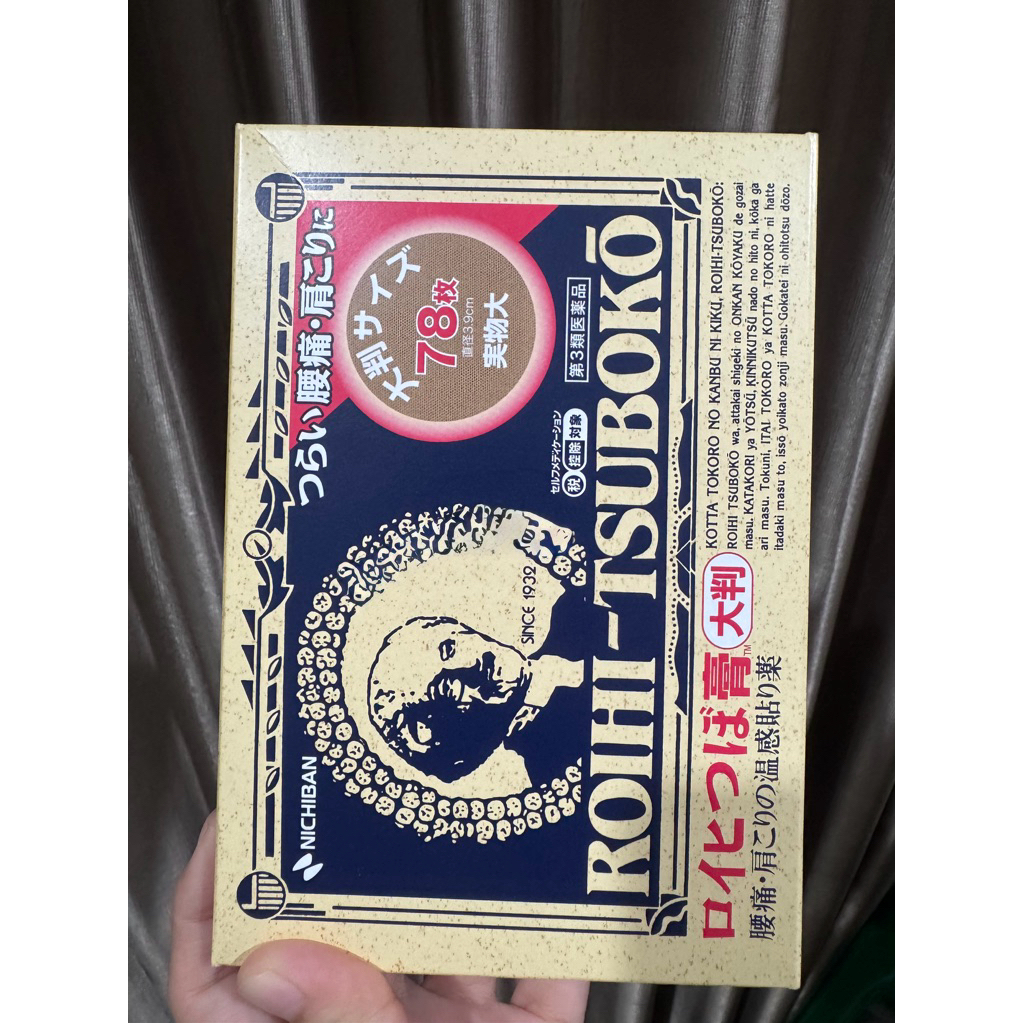 つらい腰痛・肩こりに
大判サイズ
78枚
直径3.9cm
実物大
第3類医薬品
セルフメディケーション
税 控除 対象
NICHIBAN
SINCE 1932
ROIHI-TSUBOKŌ
ロイヒつぼ膏™ 大判
腰痛・肩こりの温感貼り薬
KOTTA TOKORO NO KANBU NI KIKŪ, ROIHI-TSUBOKŌ:
ROIHI TSUBOKŌ wa, attakai shigeki no ONKAN KŌYAKU de gozai
masu. KATAKORI ya YŌTSŪ, KINNIKUTSŪ nado no hito ni, kōka ga
ari masu. Tokuni, ITAI TOKORO ya KOTTA TOKORO ni hatte
itadaki masu to, issō yoikato zonji masu. Gokatei ni ohitotsu dōzo.